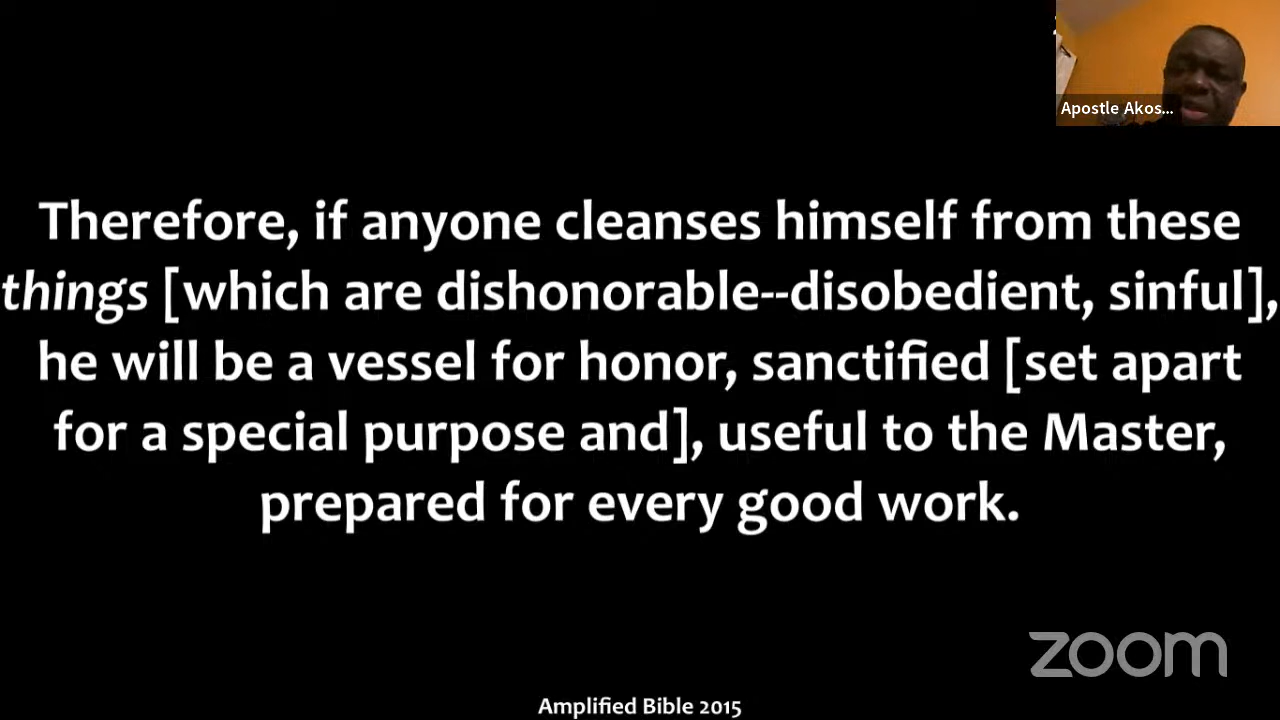 Apostle Akos...
Therefore, if anyone cleanses himself from these
things [which are dishonorable--disobedient, sinful],
he will be a vessel for honor, sanctified [set apart
for a special purpose and], useful to the Master,
prepared for every good work.
zoom
Amplified Bible 2015